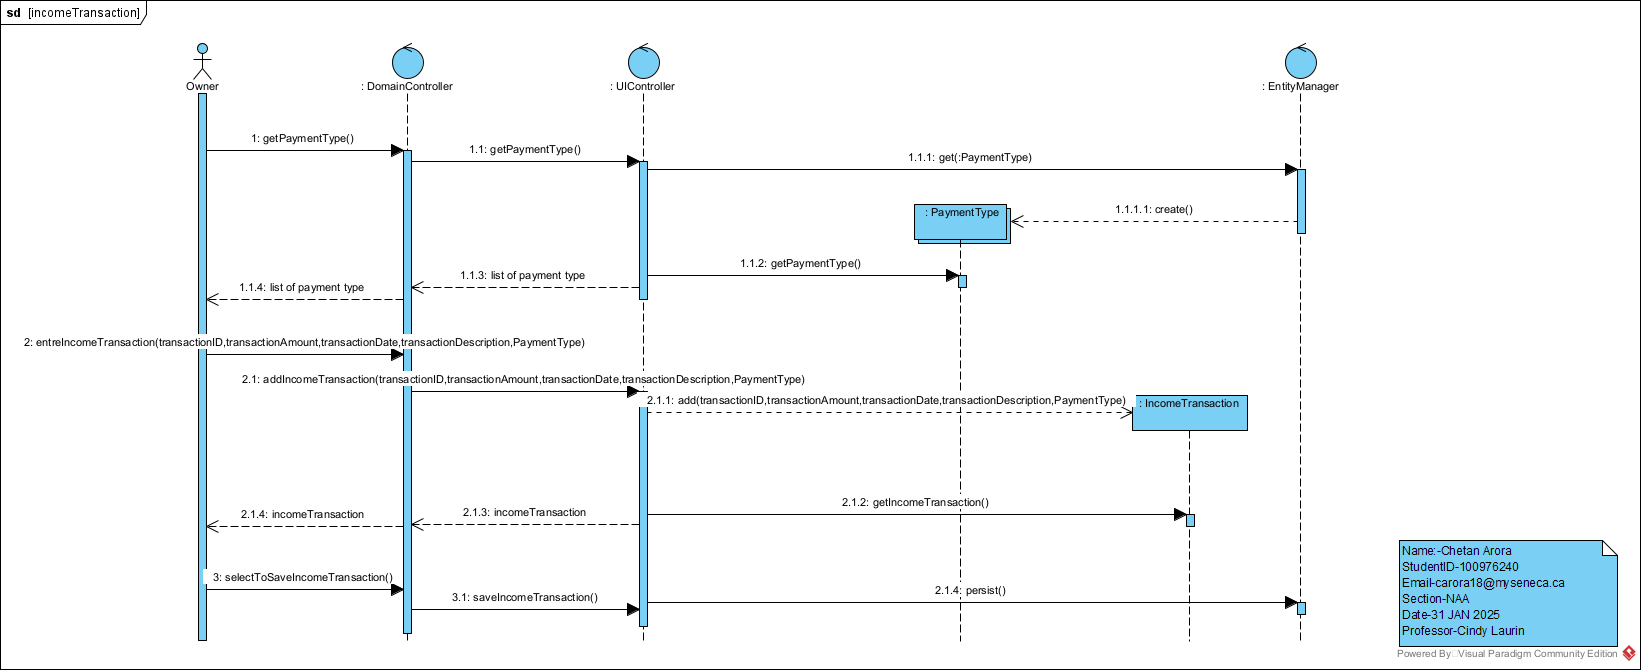 sd [incomeTransaction]
Owner
: DomainController
: UIController
: EntityManager
1: getPaymentType()
1.1: getPaymentType()
1.1.1: get(:PaymentType)
: PaymentType
1.1.1.1: create()
1.1.2: getPaymentType()
1.1.3: list of payment type
1.1.4: list of payment type
2: entreIncomeTransaction(transactionID,transactionAmount,transactionDate,transactionDescription,PaymentType)
2.1: addIncomeTransaction(transactionID,transactionAmount,transactionDate,transactionDescription,PaymentType)
2.1.1: add(transactionID,transactionAmount,transactionDate,transactionDescription,PaymentType)
: IncomeTransaction
2.1.2: getIncomeTransaction()
2.1.3: incomeTransaction
2.1.4: incomeTransaction
3: selectToSaveIncomeTransaction()
3.1: saveIncomeTransaction()
2.1.4: persist()
Name:-Chetan Arora
StudentID-100976240
Email-carora18@myseneca.ca
Section-NAA
Date-31 JAN 2025
Professor-Cindy Laurin
Powered By Visual Paradigm Community Edition